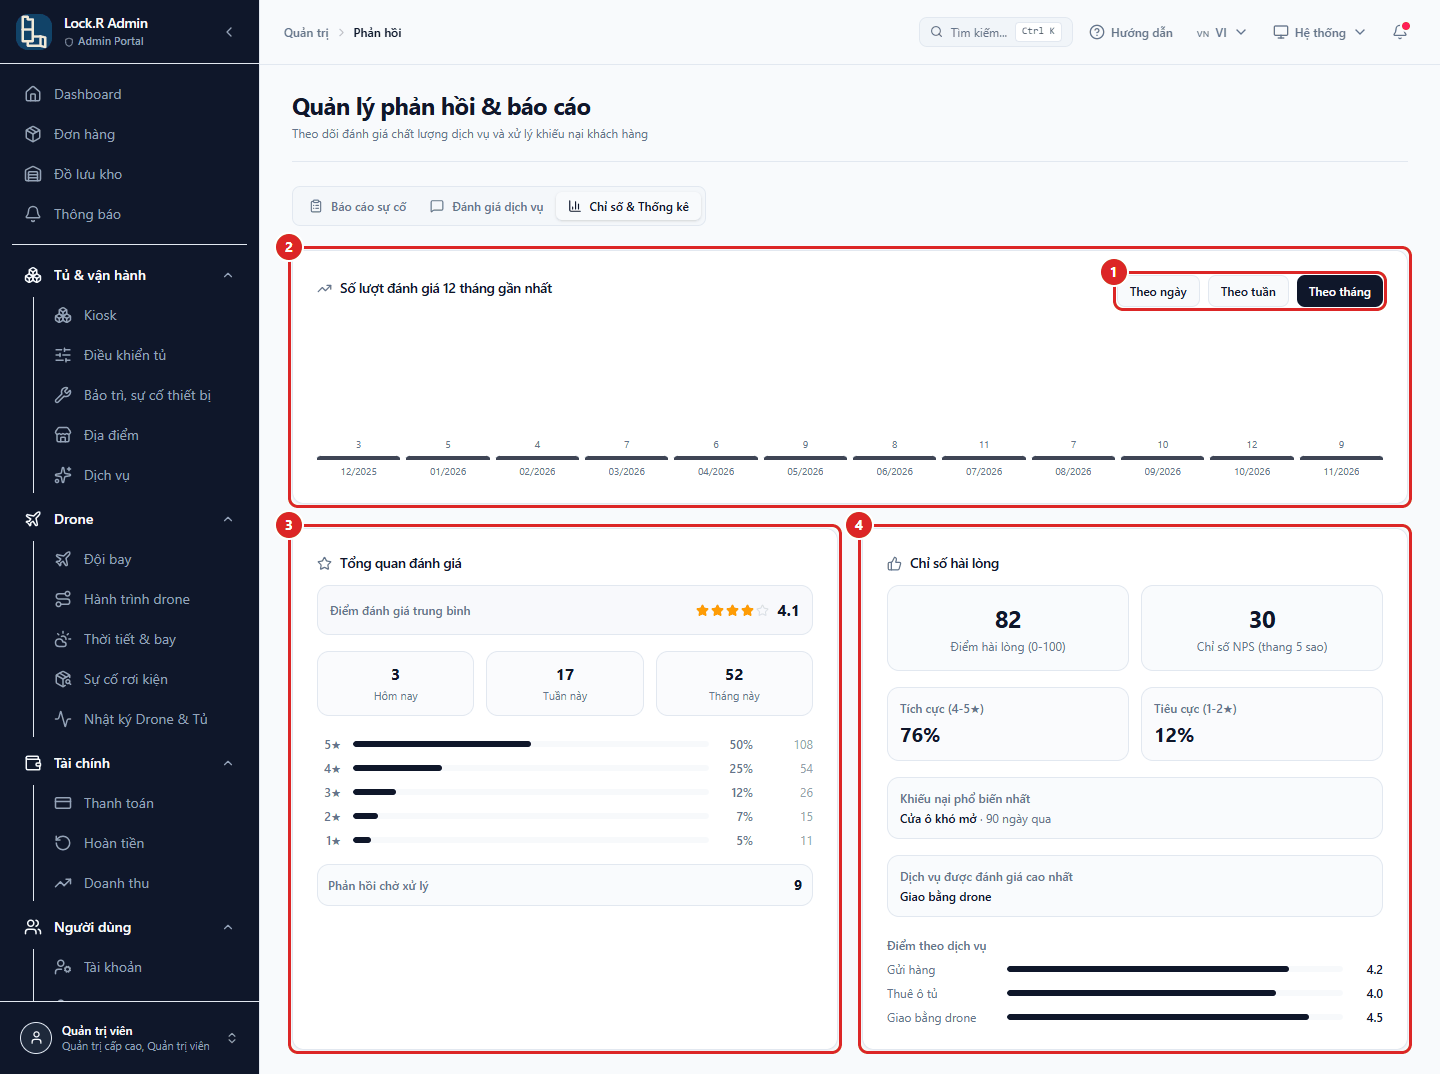 Lock.R Admin
Admin Portal
Dashboard
Đơn hàng
Đồ lưu kho
Thông báo
Tủ & vận hành
Kiosk
Điều khiển tủ
Bảo trì, sự cố thiết bị
Địa điểm
Dịch vụ
Drone
Đội bay
Hành trình drone
Thời tiết & bay
Sự cố rơi kiện
Nhật ký Drone & Tủ
Tài chính
Thanh toán
Hoàn tiền
Doanh thu
Người dùng
Tài khoản
Quản trị viên
Quản trị cấp cao, Quản trị viên
Quản trị > Phản hồi
Tìm kiếm... Ctrl K
Hướng dẫn
VN VI
Hệ thống
Quản lý phản hồi & báo cáo
Theo dõi đánh giá chất lượng dịch vụ và xử lý khiếu nại khách hàng
Báo cáo sự cố
Đánh giá dịch vụ
Chỉ số & Thống kê
2
Số lượt đánh giá 12 tháng gần nhất
1
Theo ngày
Theo tuần
Theo tháng
3 5 4 7 6 9 8 11 7 10 12 9
12/2025 01/2026 02/2026 03/2026 04/2026 05/2026 06/2026 07/2026 08/2026 09/2026 10/2026 11/2026
3
Tổng quan đánh giá
Điểm đánh giá trung bình 4.1
3
Hôm nay
17
Tuần này
52
Tháng này
5★ 50% 108
4★ 25% 54
3★ 12% 26
2★ 7% 15
1★ 5% 11
Phản hồi chờ xử lý 9
4
Chỉ số hài lòng
82
Điểm hài lòng (0-100)
30
Chỉ số NPS (thang 5 sao)
Tích cực (4-5★)
76%
Tiêu cực (1-2★)
12%
Khiếu nại phổ biến nhất
Cửa ô khó mở · 90 ngày qua
Dịch vụ được đánh giá cao nhất
Giao bằng drone
Điểm theo dịch vụ
Gửi hàng 4.2
Thuê ô tủ 4.0
Giao bằng drone 4.5